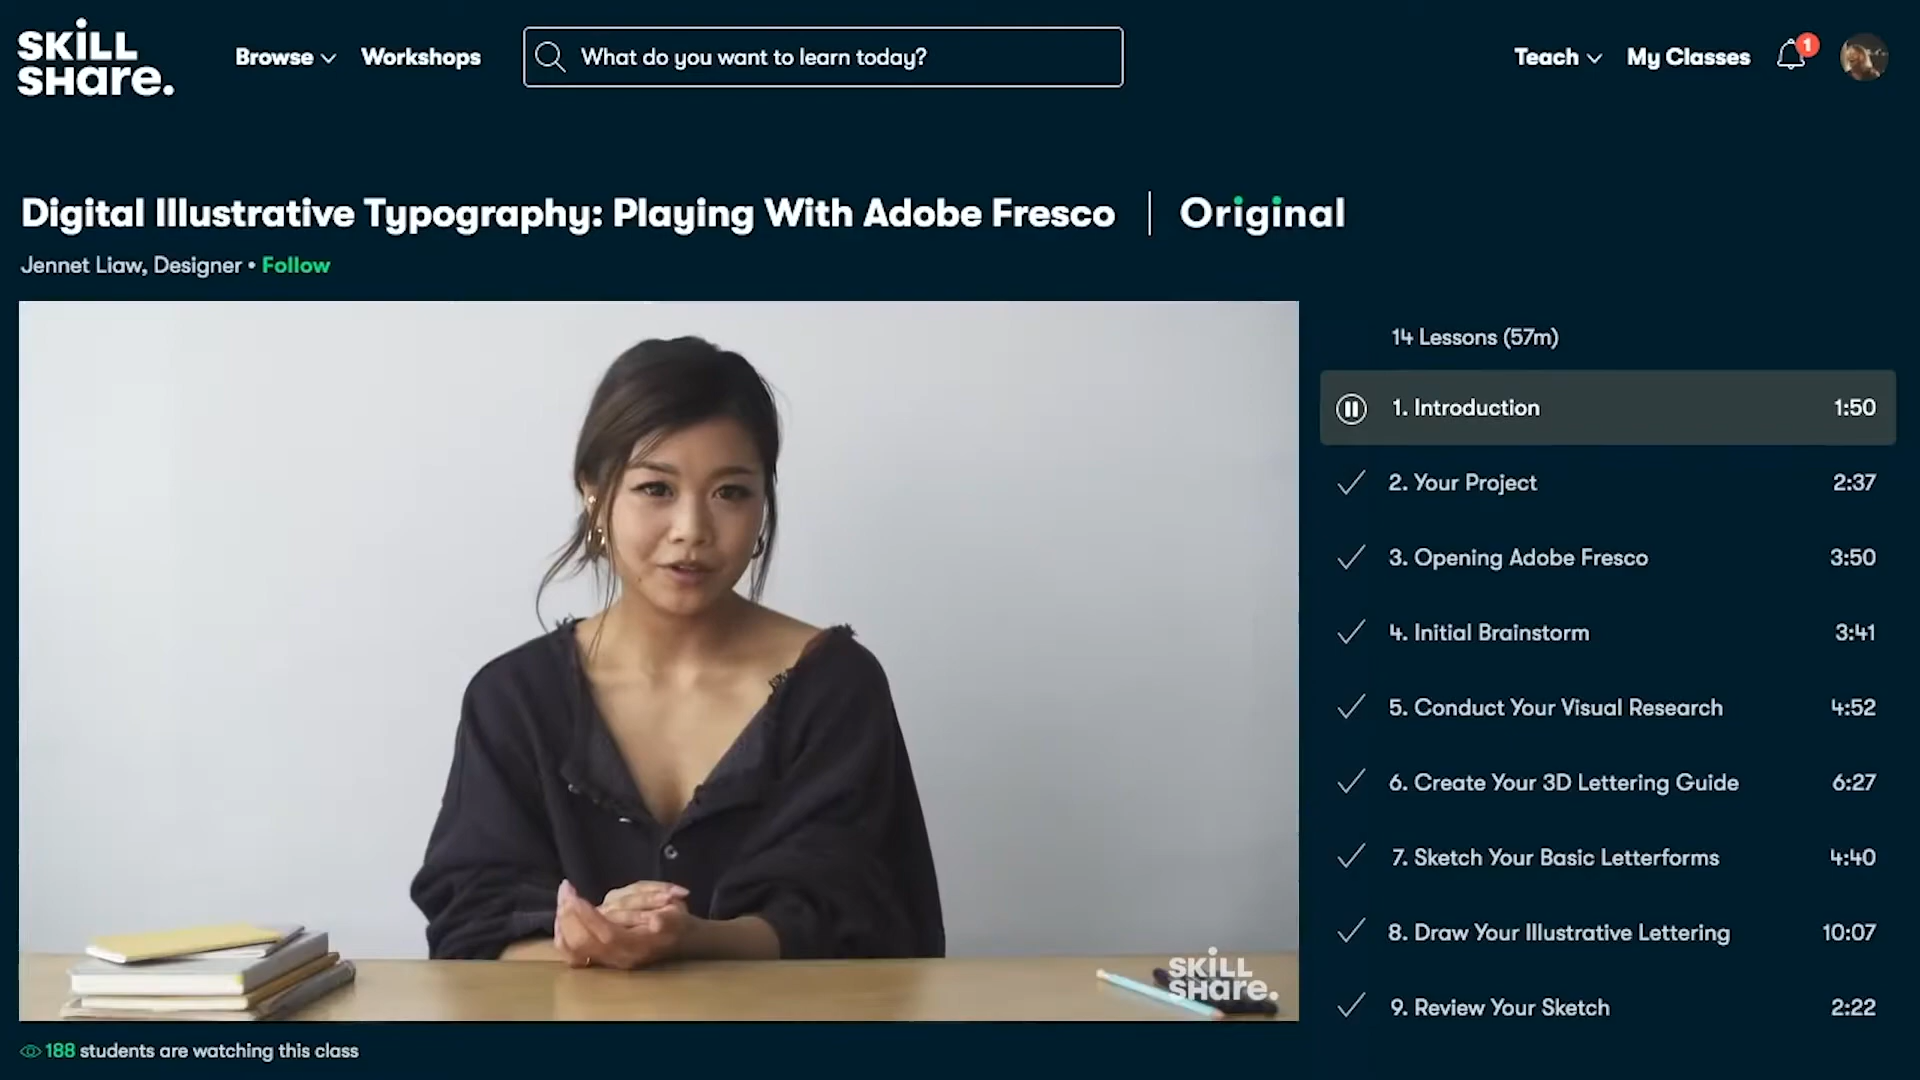 SKILL
SHare.
Browse
Workshops
What do you want to learn today?
Teach
My Classes
1
Digital Illustrative Typography: Playing With Adobe Fresco | Original
Jennet Liaw, Designer • Follow
14 Lessons (57m)
1. Introduction 1:50
2. Your Project 2:37
3. Opening Adobe Fresco 3:50
4. Initial Brainstorm 3:41
5. Conduct Your Visual Research 4:52
6. Create Your 3D Lettering Guide 6:27
7. Sketch Your Basic Letterforms 4:40
8. Draw Your Illustrative Lettering 10:07
9. Review Your Sketch 2:22
SKILL
SHare.
188 students are watching this class